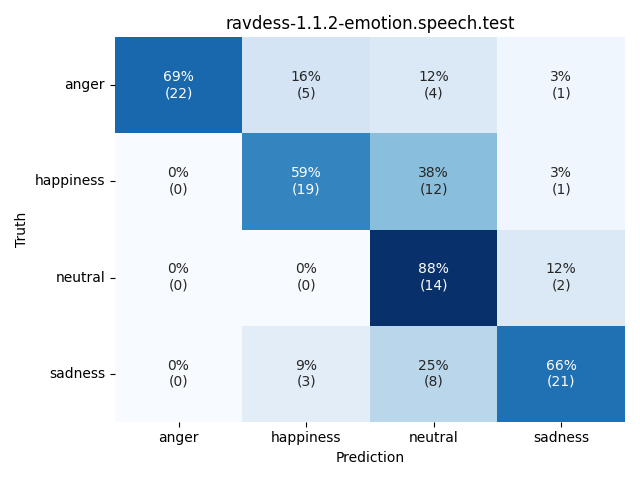 ravdess-1.1.2-emotion.speech.test
Truth
anger
69% 16% 12% 3%
(22) (5) (4) (1)
happiness
0% 59% 38% 3%
(0) (19) (12) (1)
neutral
0% 0% 88% 12%
(0) (0) (14) (2)
sadness
0% 9% 25% 66%
(0) (3) (8) (21)
anger happiness neutral sadness
Prediction